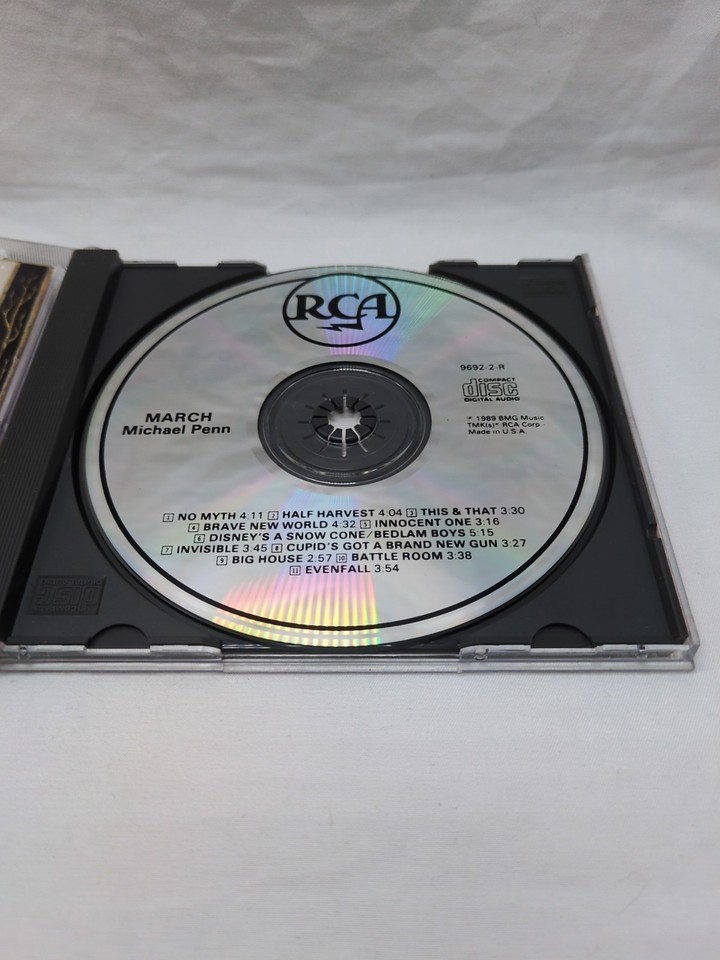 RCA
9692-2-R
COMPACT
disc
DIGITAL AUDIO
MARCH
Michael Penn
℗ 1989 BMG Music
TMK(s)® RCA Corp.
Made in U.S.A.
1 NO MYTH 4:11 2 HALF HARVEST 4:04 3 THIS & THAT 3:30
4 BRAVE NEW WORLD 4:32 5 INNOCENT ONE 3:16
6 DISNEY'S A SNOW CONE/BEDLAM BOYS 5:15
7 INVISIBLE 3:45 8 CUPID'S GOT A BRAND NEW GUN 3:27
9 BIG HOUSE 2:57 10 BATTLE ROOM 3:38
11 EVENFALL 3:54
disc